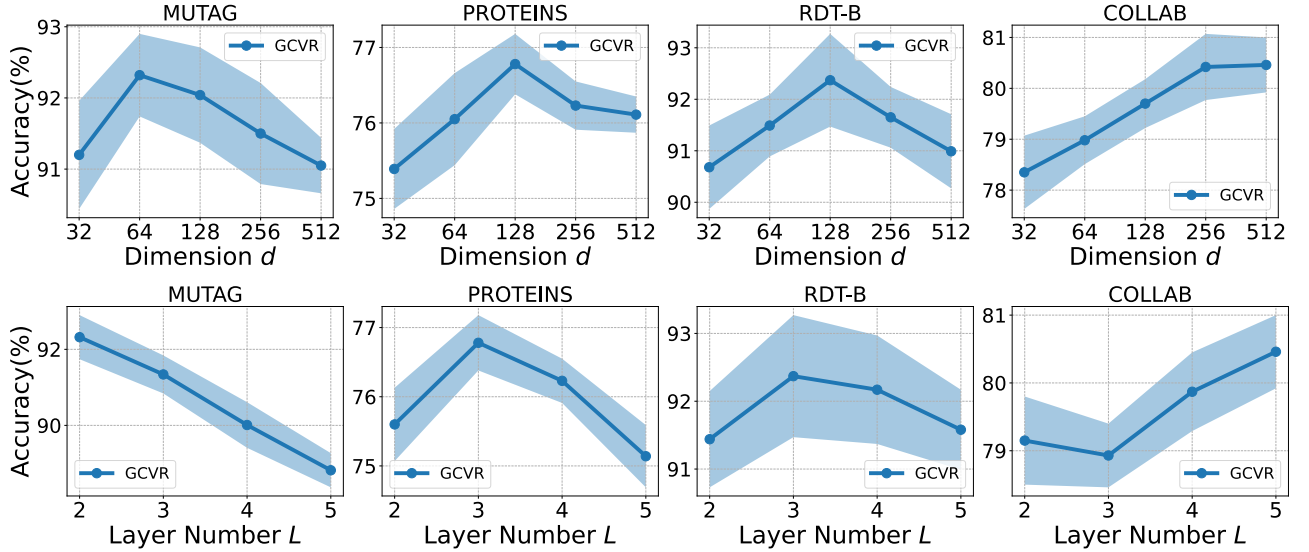 MUTAG PROTEINS RDT-B COLLAB
Accuracy(%)
93
92
91
GCVR
32 64 128 256 512
Dimension d
77
76
75
GCVR
32 64 128 256 512
Dimension d
93
92
91
90
GCVR
32 64 128 256 512
Dimension d
81
80
79
78
GCVR
32 64 128 256 512
Dimension d
MUTAG PROTEINS RDT-B COLLAB
Accuracy(%)
92
90
GCVR
2 3 4 5
Layer Number L
77
76
75
GCVR
2 3 4 5
Layer Number L
93
92
91
GCVR
2 3 4 5
Layer Number L
81
80
79
GCVR
2 3 4 5
Layer Number L